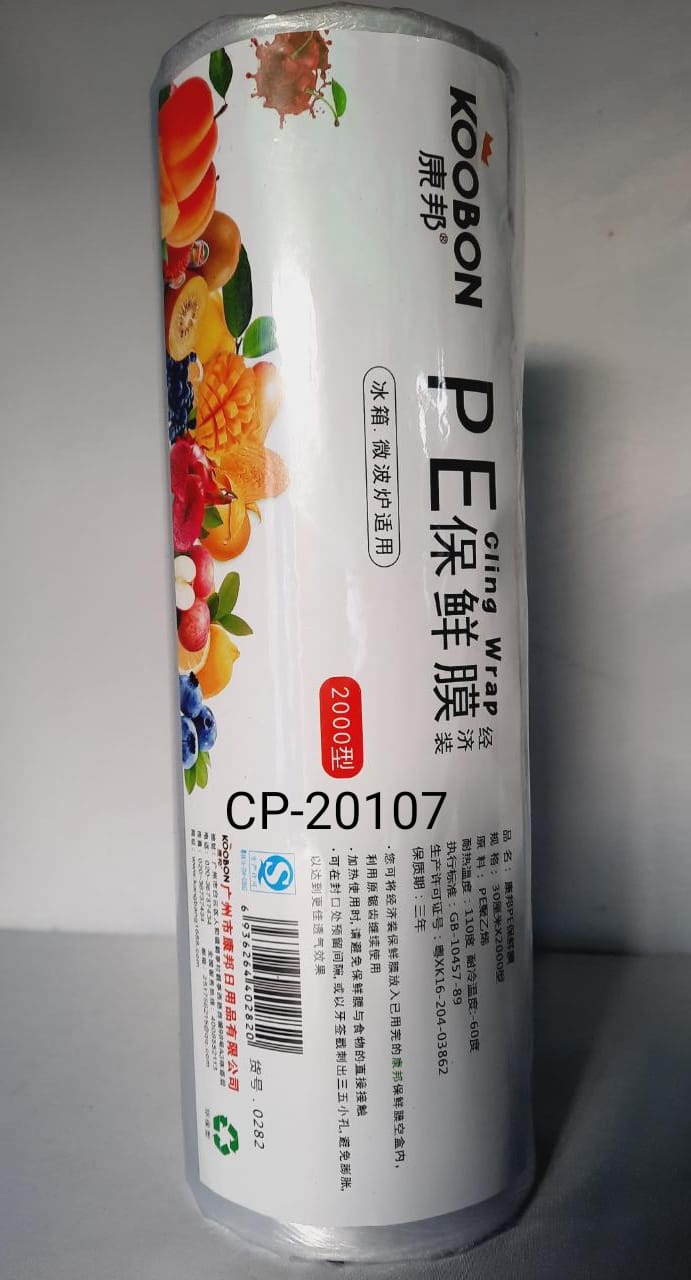 KOOBON
康邦®
PE保鲜膜
Cling Wrap
经济装
冰�.微波炉适用
2000型
CP-20107
品名：康邦PE保鲜膜
规格：30厘米X2000型
原料：PE聚乙烯
耐热温度：110度 耐冷温度:-60度
执行标准：GB-10457-89
生产许可证号：粤XK16-204-03862
保质期：三年
·您可将经济装保鲜膜放入已用完的康邦保鲜膜空盒内,
利用原锯齿继续使用
·加热使用时,请避免保鲜膜与食物的直接接触
·可在封口处预留间隙,或以牙签戳刺出三五小孔,避免膨胀,
以达到更佳透气效果
生产许可
6936264402820
货号：0282
KOOBON
康邦
广州市康邦日用品有限公司